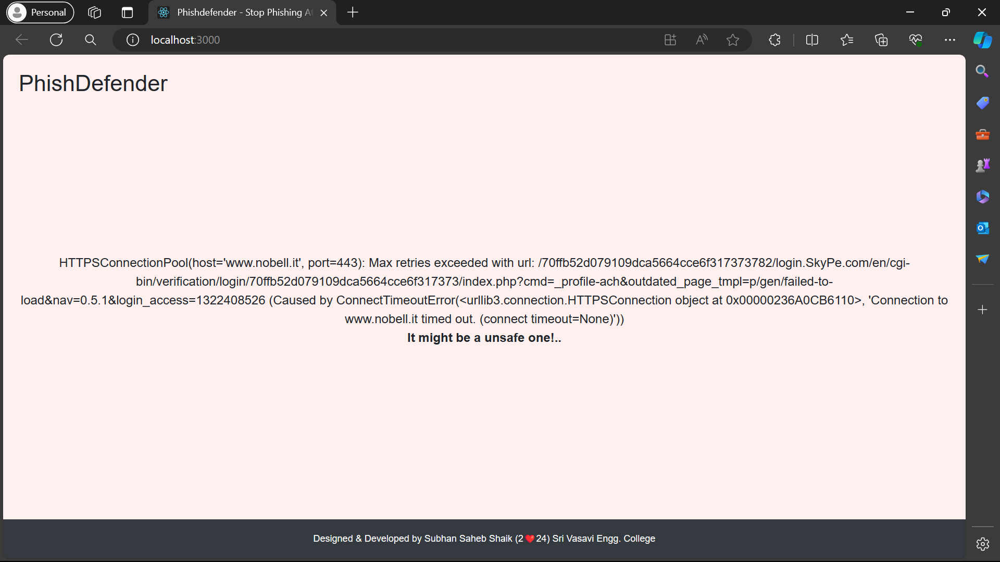 Personal
Phishdefender - Stop Phishing At
localhost:3000
PhishDefender
HTTPSConnectionPool(host='www.nobell.it', port=443): Max retries exceeded with url: /70ffb52d079109dca5664cce6f317373782/login.SkyPe.com/en/cgi-
bin/verification/login/70ffb52d079109dca5664cce6f317373/index.php?cmd=_profile-ach&outdated_page_tmpl=p/gen/failed-to-
load&nav=0.5.1&login_access=1322408526 (Caused by ConnectTimeoutError(<urllib3.connection.HTTPSConnection object at 0x00000236A0CB6110>, 'Connection to
www.nobell.it timed out. (connect timeout=None)'))
It might be a unsafe one!..
Designed & Developed by Subhan Saheb Shaik (2❤️24) Sri Vasavi Engg. College